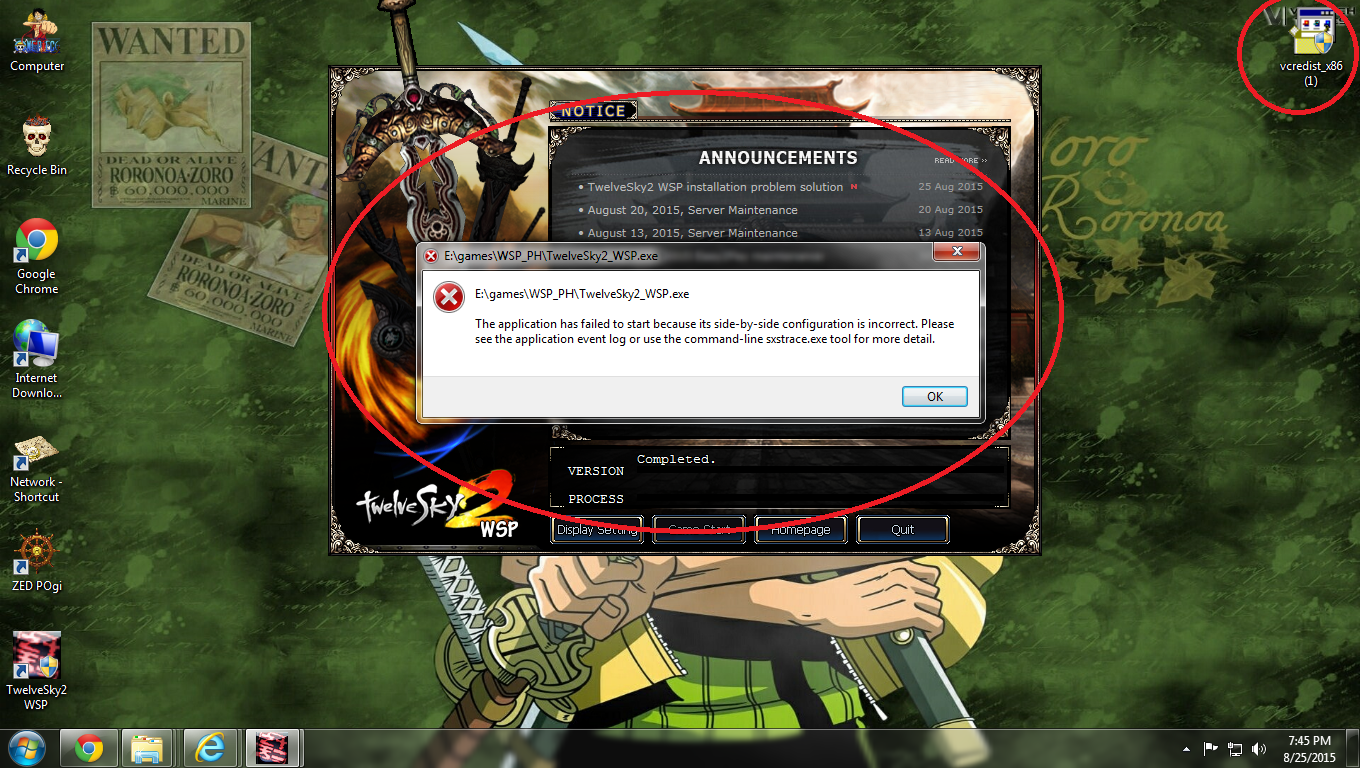 Computer
Recycle Bin
Google
Chrome
Internet
Downlo...
Network -
Shortcut
ZED POgi
TwelveSky2
WSP
WANTED
DEAD OR ALIVE
RORONOA·ZORO
฿ 60,000,000
MARINE
DEAD OR ALIVE
RORONOA·ZORO
60,000,000
MARINE
NOTICE
ANNOUNCEMENTS
READ MORE >>
• TwelveSky2 WSP installation problem solution N 25 Aug 2015
• August 20, 2015, Server Maintenance 20 Aug 2015
• August 13, 2015, Server Maintenance 13 Aug 2015
E:\games\WSP_PH\TwelveSky2_WSP.exe
E:\games\WSP_PH\TwelveSky2_WSP.exe
The application has failed to start because its side-by-side configuration is incorrect. Please
see the application event log or use the command-line sxstrace.exe tool for more detail.
OK
Completed.
VERSION
PROCESS
Twelve Sky 2
WSP
Display Setting
Game Start
Homepage
Quit
vcredist_x86
(1)
Roronoa
7:45 PM
8/25/2015